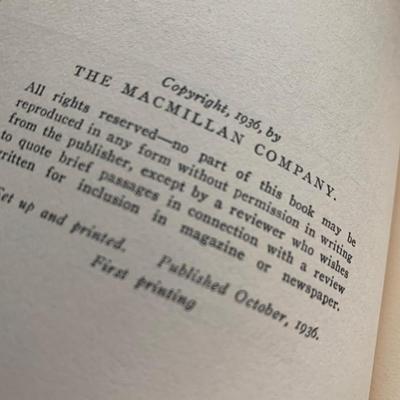 Copyright, 1936, by
THE MACMILLAN COMPANY.
All rights reserved—no part of this book may be
reproduced in any form without permission in writing
from the publisher, except by a reviewer who wishes
to quote brief passages in connection with a review
written for inclusion in magazine or newspaper.
Set up and printed. Published October, 1936.
First printing